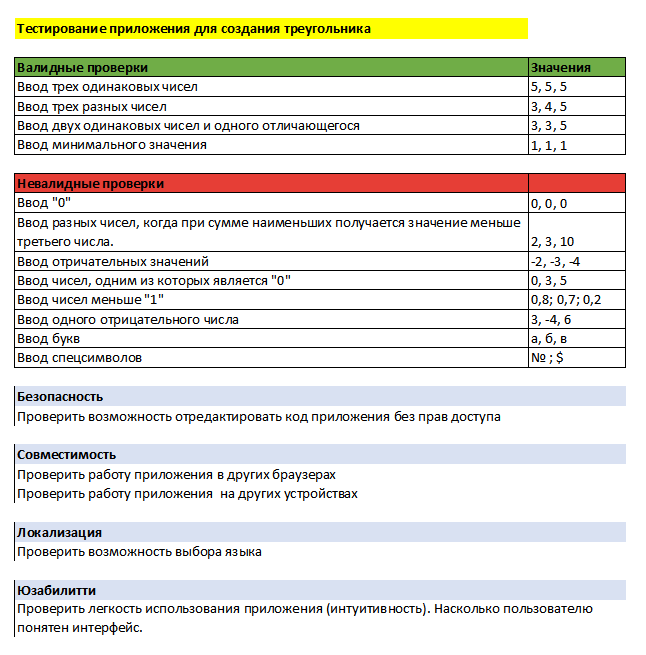 Тестирование приложения для создания треугольника
Валидные проверки Значения
Ввод трех одинаковых чисел 5, 5, 5
Ввод трех разных чисел 3, 4, 5
Ввод двух одинаковых чисел и одного отличающегося 3, 3, 5
Ввод минимального значения 1, 1, 1
Невалидные проверки
Ввод "0" 0, 0, 0
Ввод разных чисел, когда при сумме наименьших получается значение меньше
третьего числа. 2, 3, 10
Ввод отричательных значений -2, -3, -4
Ввод чисел, одним из которых является "0" 0, 3, 5
Ввод чисел меньше "1" 0,8; 0,7; 0,2
Ввод одного отрицательного числа 3, -4, 6
Ввод букв а, б, в
Ввод спецсимволов № ; $
Безопасность
Проверить возможность отредактировать код приложения без прав доступа
Совместимость
Проверить работу приложения в других браузерах
Проверить работу приложения на других устройствах
Локализация
Проверить возможность выбора языка
Юзабилитти
Проверить легкость использования приложения (интуитивность). Насколько пользователю
понятен интерфейс.